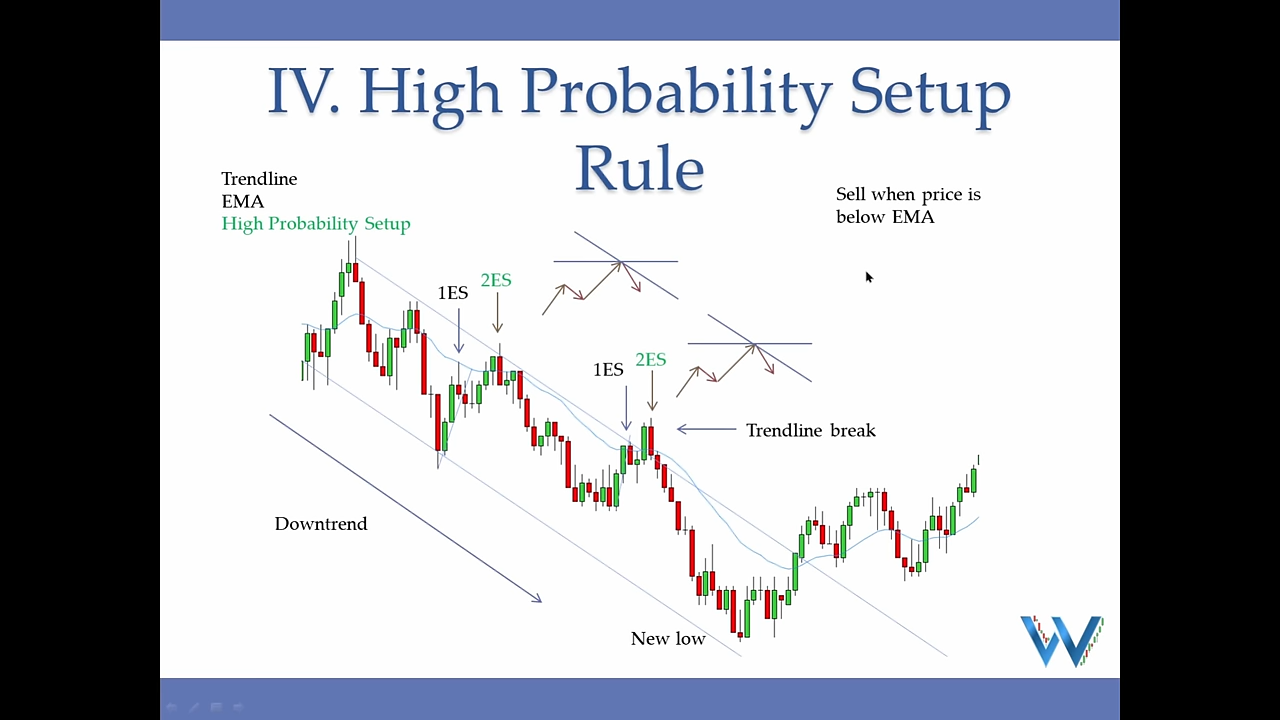 IV. High Probability Setup
Rule
Trendline
EMA
High Probability Setup
Sell when price is
below EMA
1ES
2ES
1ES
2ES
Trendline break
Downtrend
New low
W